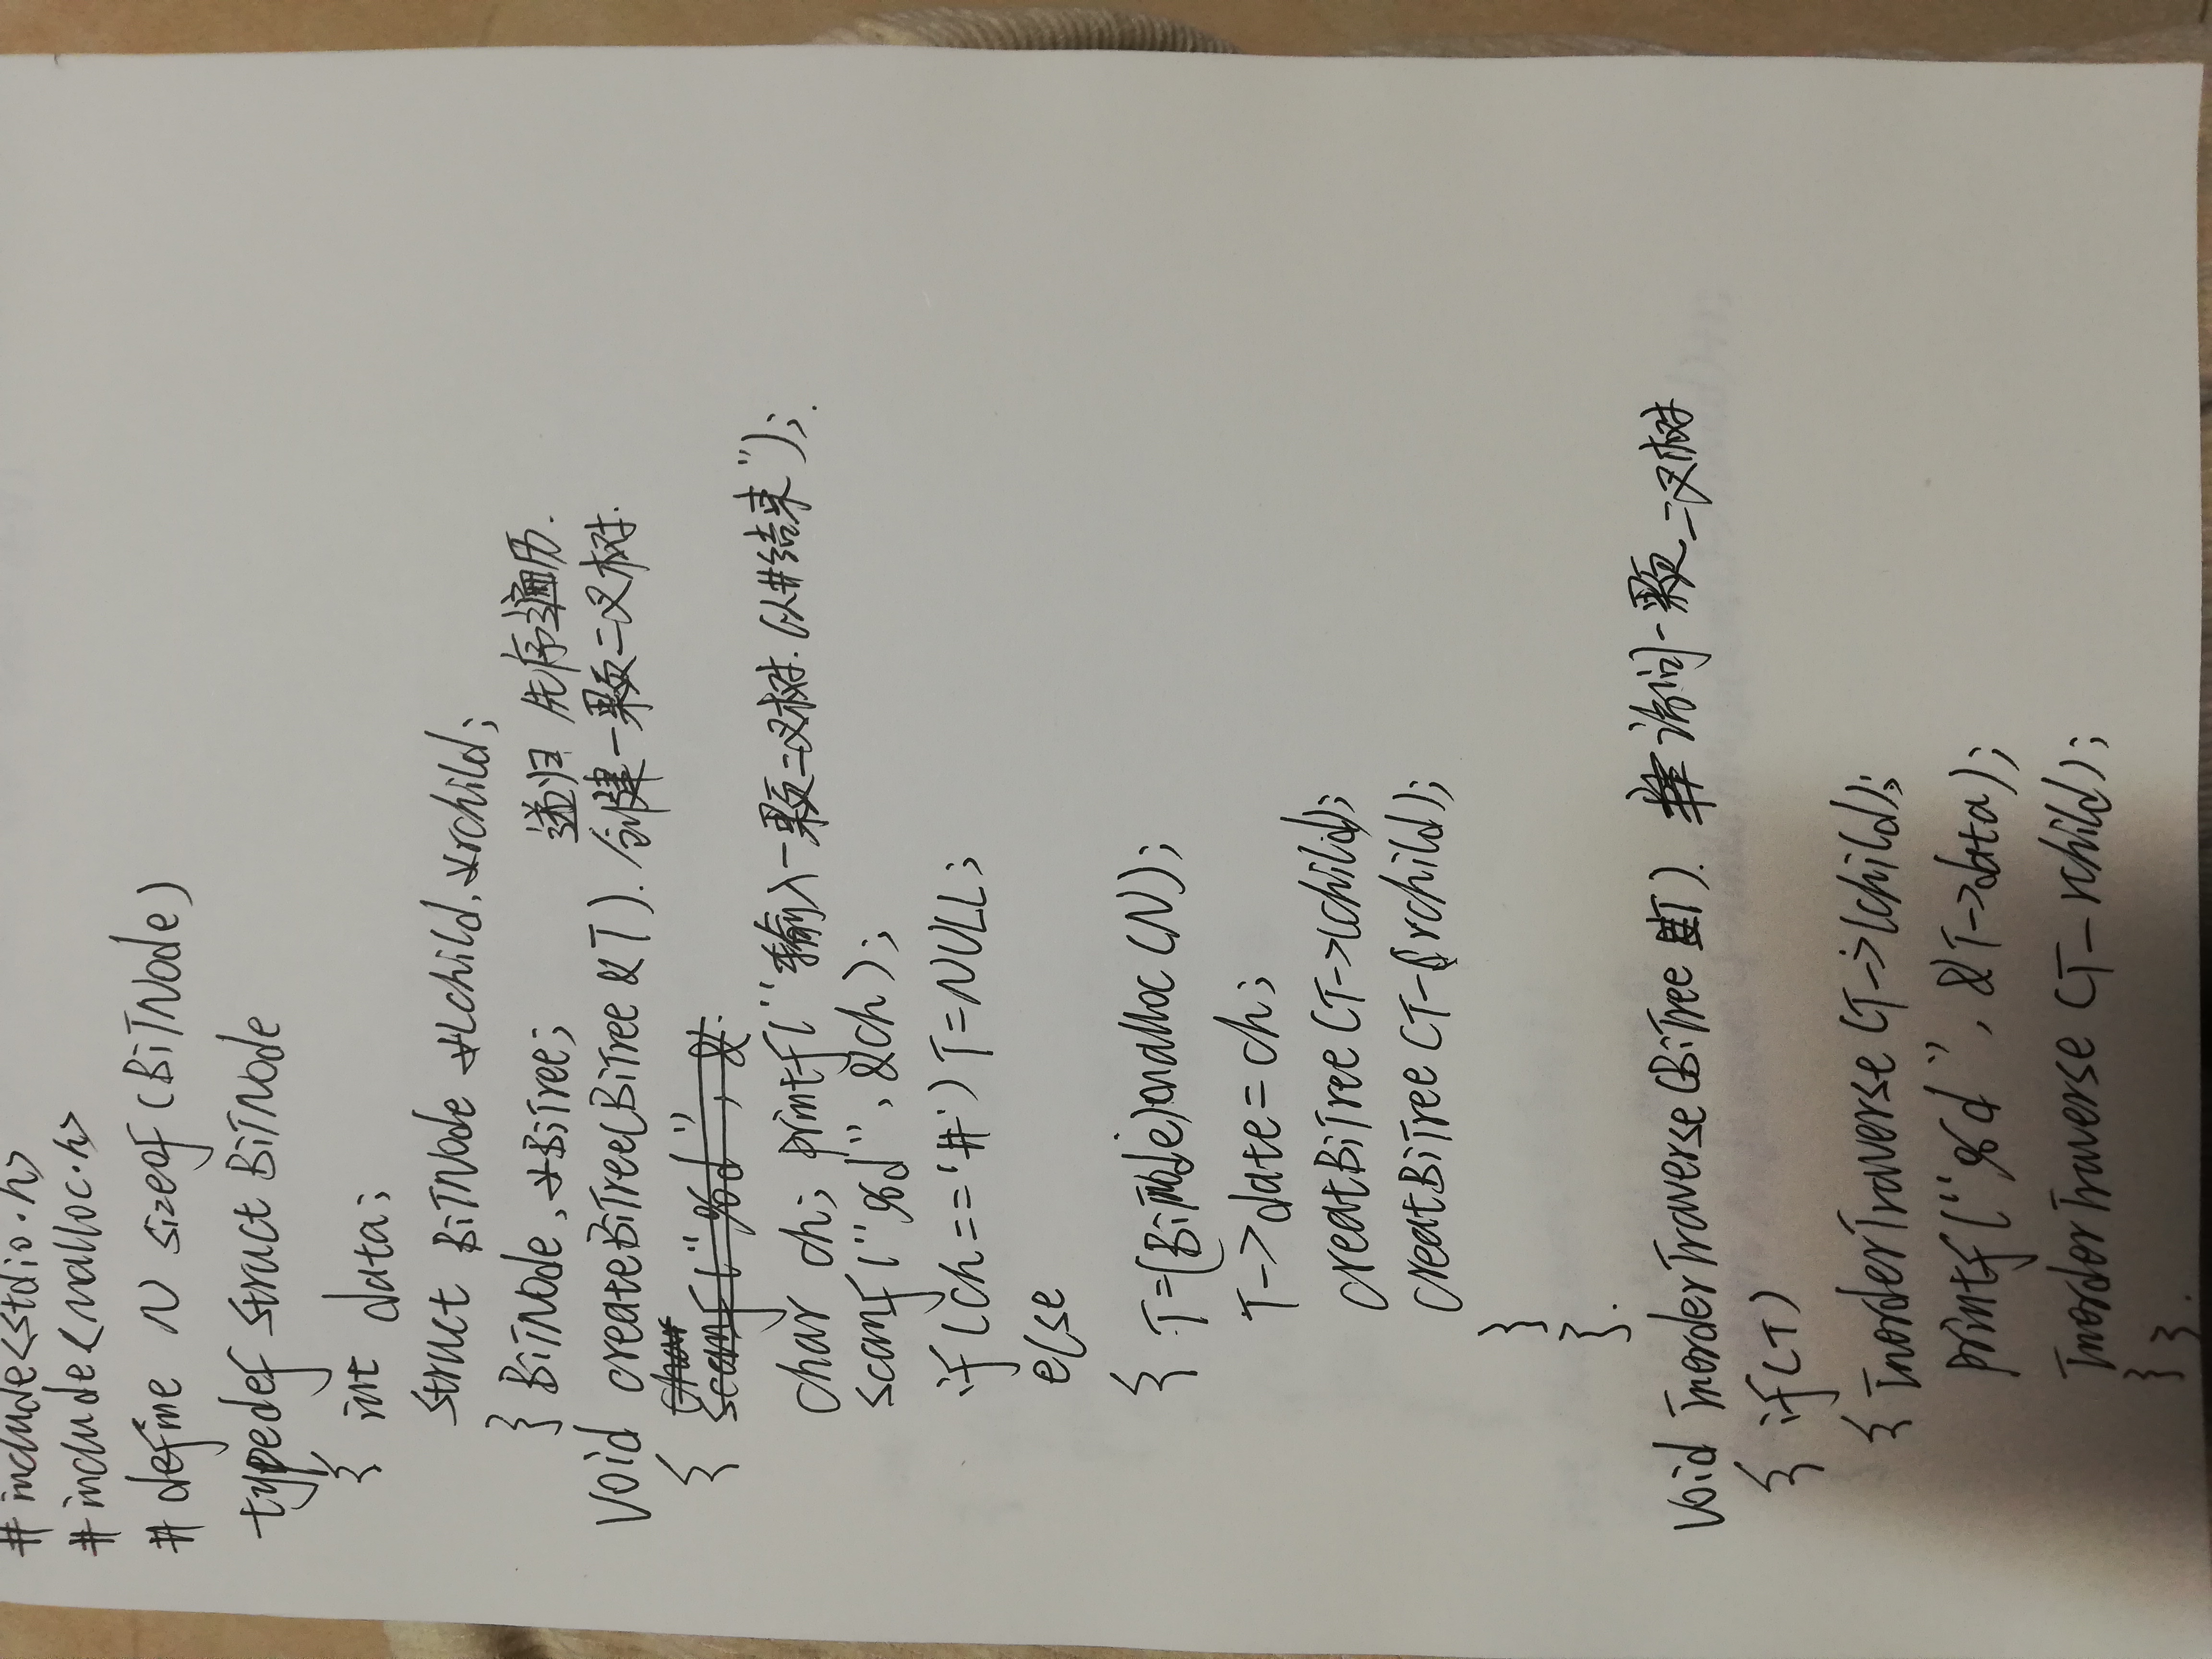 #include<stdio.h>
#include<malloc.h>
#define N sizeof(BiTNode)
typedef struct BiTNode
{ int data;
struct BiTNode *lchild,*rchild;
} BiTNode,*BiTree; 递归 先序遍历.
void createBiTree(BiTree &T). 创建一颗二叉树.
{
char ch; printf("输入一颗二叉树.以#结束");.
scanf("%d",&ch);
if(ch=='#')T=NULL;
else
{ T=()malloc(N);
T->date=ch;
creatBiTree(T->lchild);
creatBiTree(T-rchild);
}
}.
void InorderTraverse(BiTree T). 访问一颗二叉树
{ if(T)
{ InorderTraverse(T->lchild);
printf("%d",&T->data);
InorderTraverse(T-rchild);
} }.